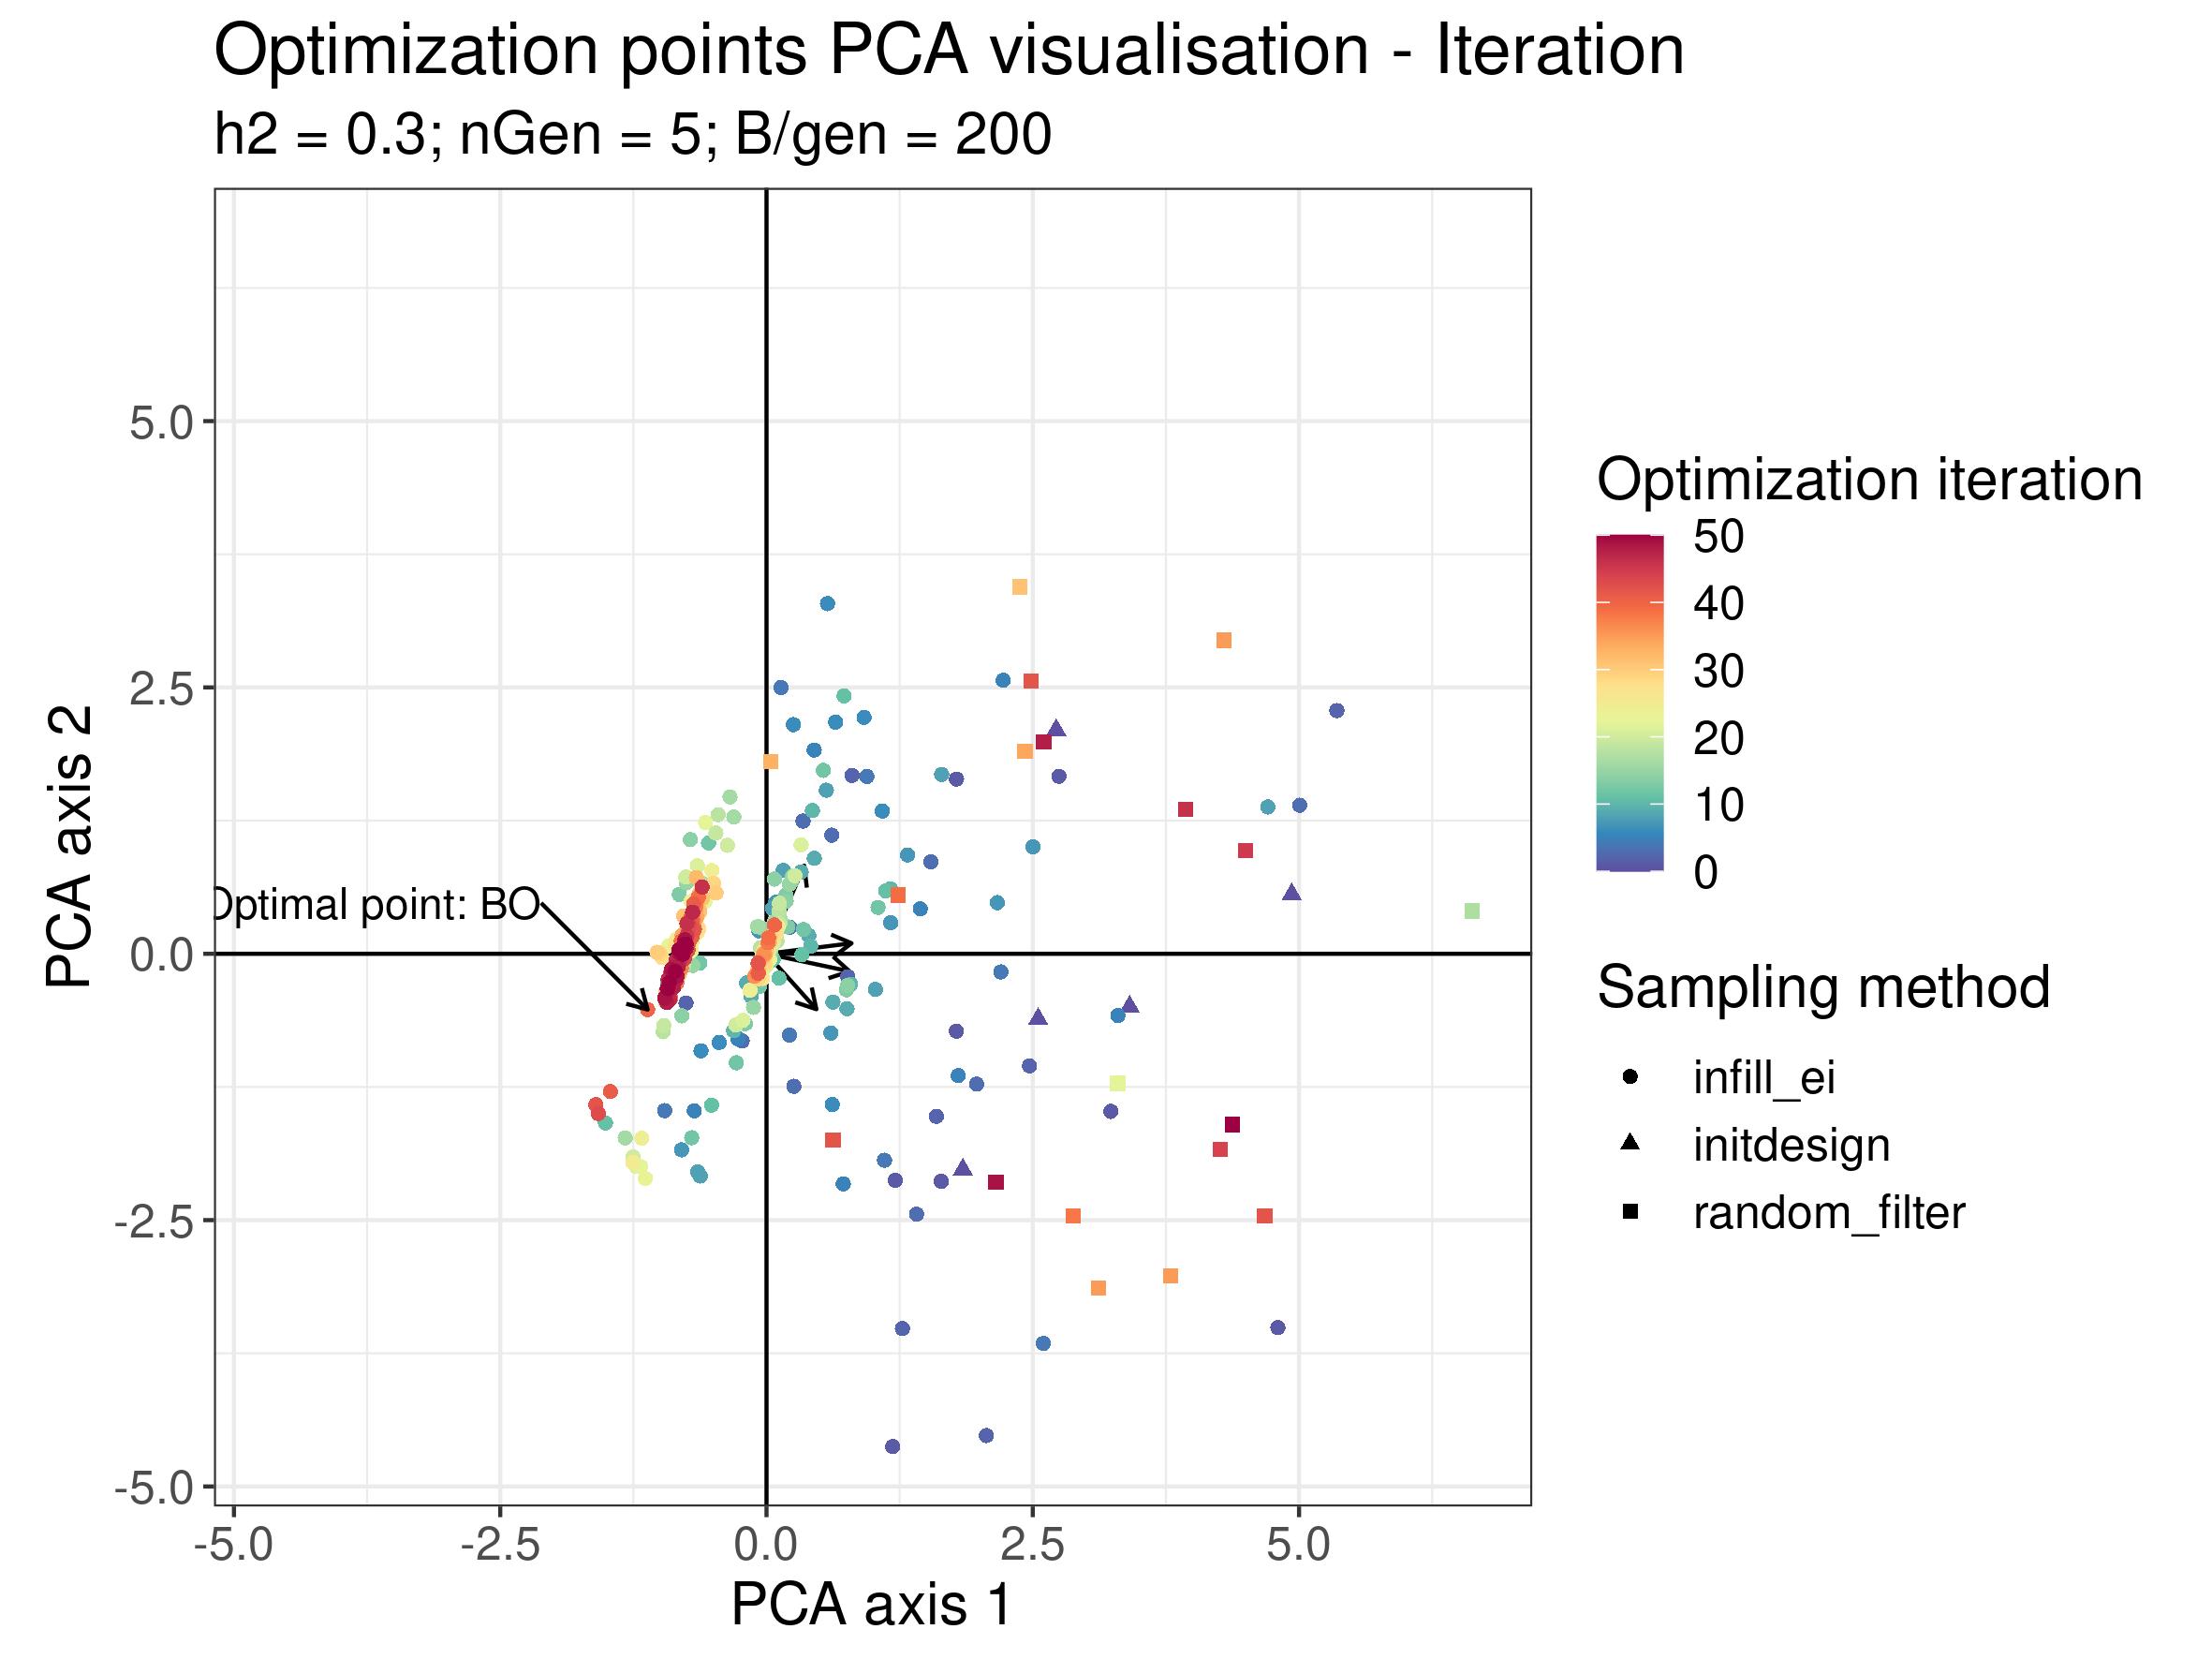 Optimization points PCA visualisation - Iteration
h2 = 0.3; nGen = 5; B/gen = 200
PCA axis 2
5.0
2.5
0.0
-2.5
-5.0
Optimal point: BO
-5.0
-2.5
0.0
2.5
5.0
PCA axis 1
Optimization iteration
50
40
30
20
10
0
Sampling method
infill_ei
initdesign
random_filter